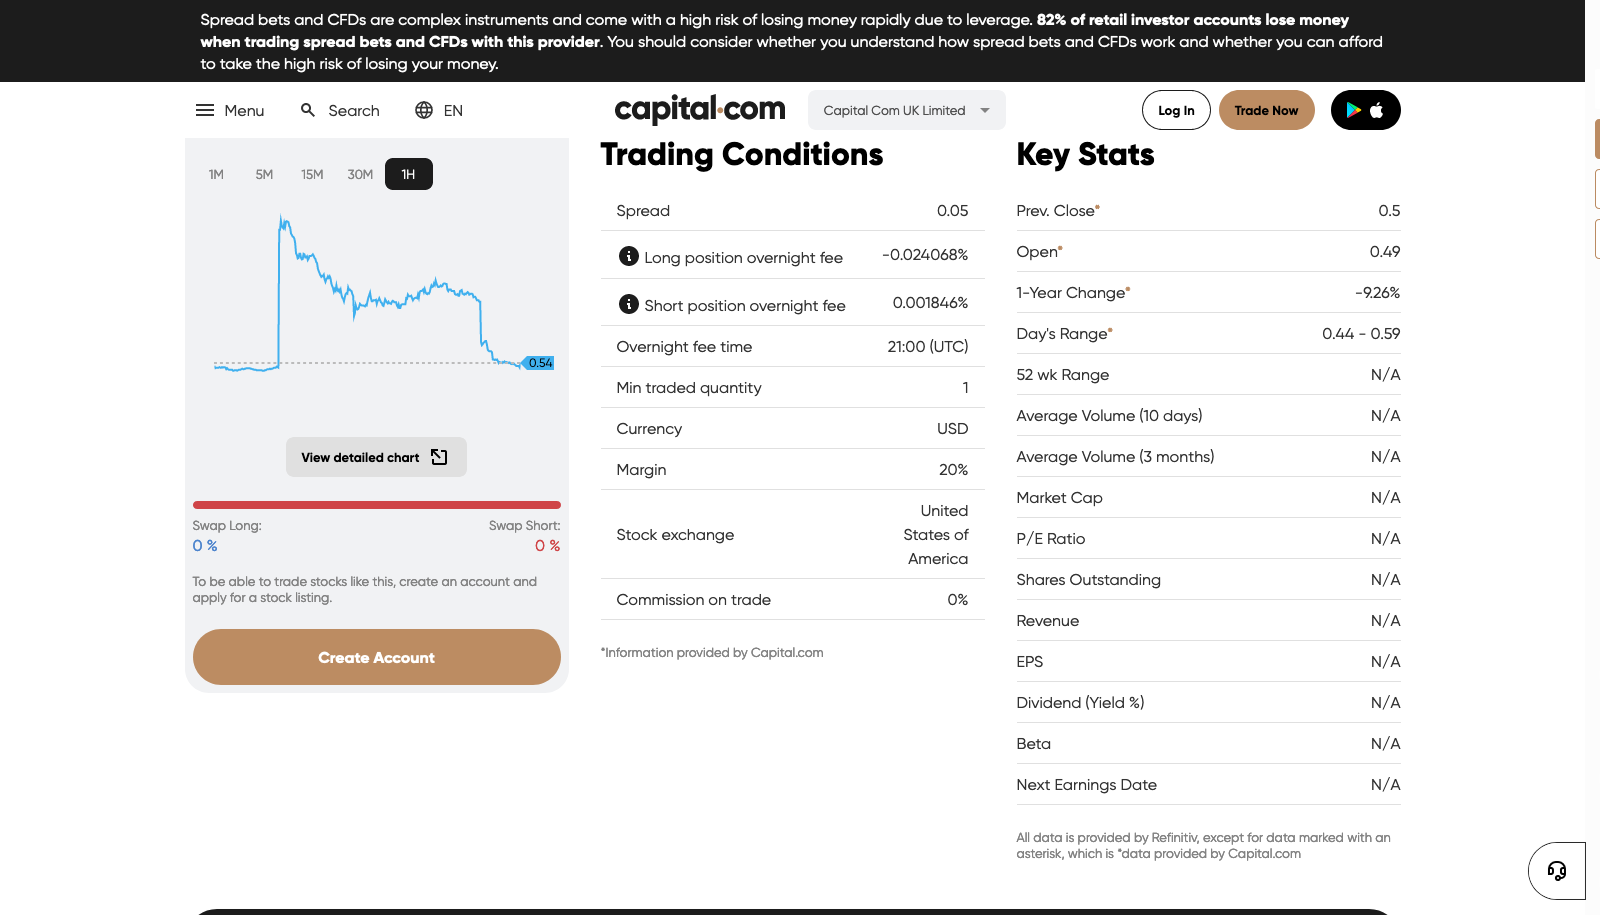 Spread bets and CFDs are complex instruments and come with a high risk of losing money rapidly due to leverage. 82% of retail investor accounts lose money
when trading spread bets and CFDs with this provider. You should consider whether you understand how spread bets and CFDs work and whether you can afford
to take the high risk of losing your money.
Menu
Search
EN
capital.com
Capital Com UK Limited
Log In
Trade Now
1M 5M 15M 30M 1H
0.54
View detailed chart
Swap Long: Swap Short:
0 % 0 %
To be able to trade stocks like this, create an account and
apply for a stock listing.
Create Account
Trading Conditions
Spread 0.05
Long position overnight fee -0.024068%
Short position overnight fee 0.001846%
Overnight fee time 21:00 (UTC)
Min traded quantity 1
Currency USD
Margin 20%
Stock exchange United
States of
America
Commission on trade 0%
*Information provided by Capital.com
Key Stats
Prev. Close* 0.5
Open* 0.49
1-Year Change* -9.26%
Day's Range* 0.44 - 0.59
52 wk Range N/A
Average Volume (10 days) N/A
Average Volume (3 months) N/A
Market Cap N/A
P/E Ratio N/A
Shares Outstanding N/A
Revenue N/A
EPS N/A
Dividend (Yield %) N/A
Beta N/A
Next Earnings Date N/A
All data is provided by Refinitiv, except for data marked with an
asterisk, which is *data provided by Capital.com